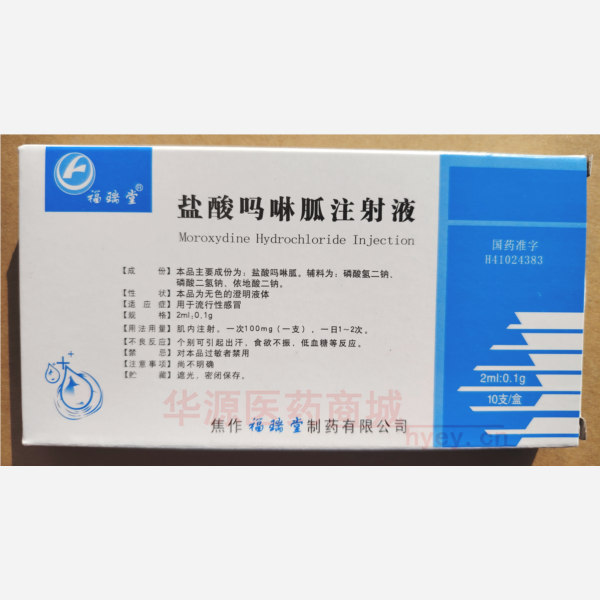 福瑞堂®
盐酸吗啉胍注射液
Moroxydine Hydrochloride Injection
国药准字
H41024383
【成 份】本品主要成份为：盐酸吗啉胍。辅料为：磷酸氢二钠、
磷酸二氢钠、依地酸二钠。
【性 状】本品为无色的澄明液体
【适 应 症】用于流行性感冒
【规 格】2ml:0.1g
【用法用量】肌内注射。一次100mg（一支），一日1~2次。
【不良反应】个别可引起出汗、食欲不振、低血糖等反应。
【禁 忌】对本品过敏者禁用
【注意事项】尚不明确
【贮 藏】遮光，密闭保存。
2ml:0.1g
10支/盒
华源医药商城
hyey.cn
焦作福瑞堂制药有限公司